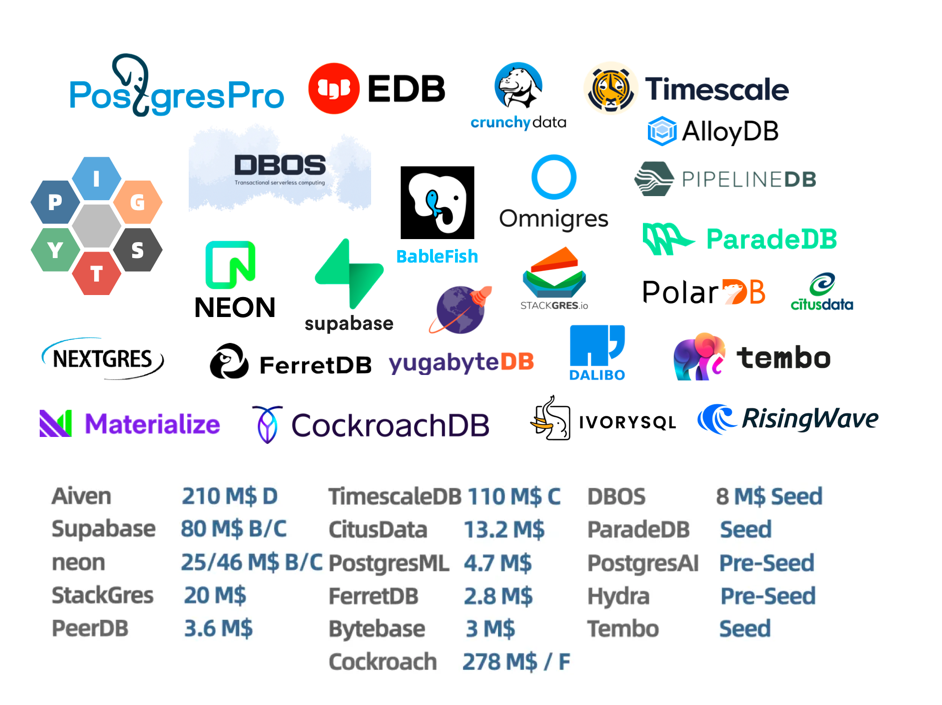 PostgresPro
EDB
crunchydata
Timescale
AlloyDB
DBOS
Transactional serverless computing
PIPELINEDB
P I G
Y T S
BableFish
Omnigres
ParadeDB
NEON
supabase
STACKGRES.io
PolarDB
citusdata
NEXTGRES
FerretDB
yugabyteDB
DALIBO
tembo
Materialize
CockroachDB
IVORYSQL
RisingWave
Aiven 210 M$ D TimescaleDB 110 M$ C DBOS 8 M$ Seed
Supabase 80 M$ B/C CitusData 13.2 M$ ParadeDB Seed
neon 25/46 M$ B/C PostgresML 4.7 M$ PostgresAI Pre-Seed
StackGres 20 M$ FerretDB 2.8 M$ Hydra Pre-Seed
PeerDB 3.6 M$ Bytebase 3 M$ Tembo Seed
Cockroach 278 M$ / F